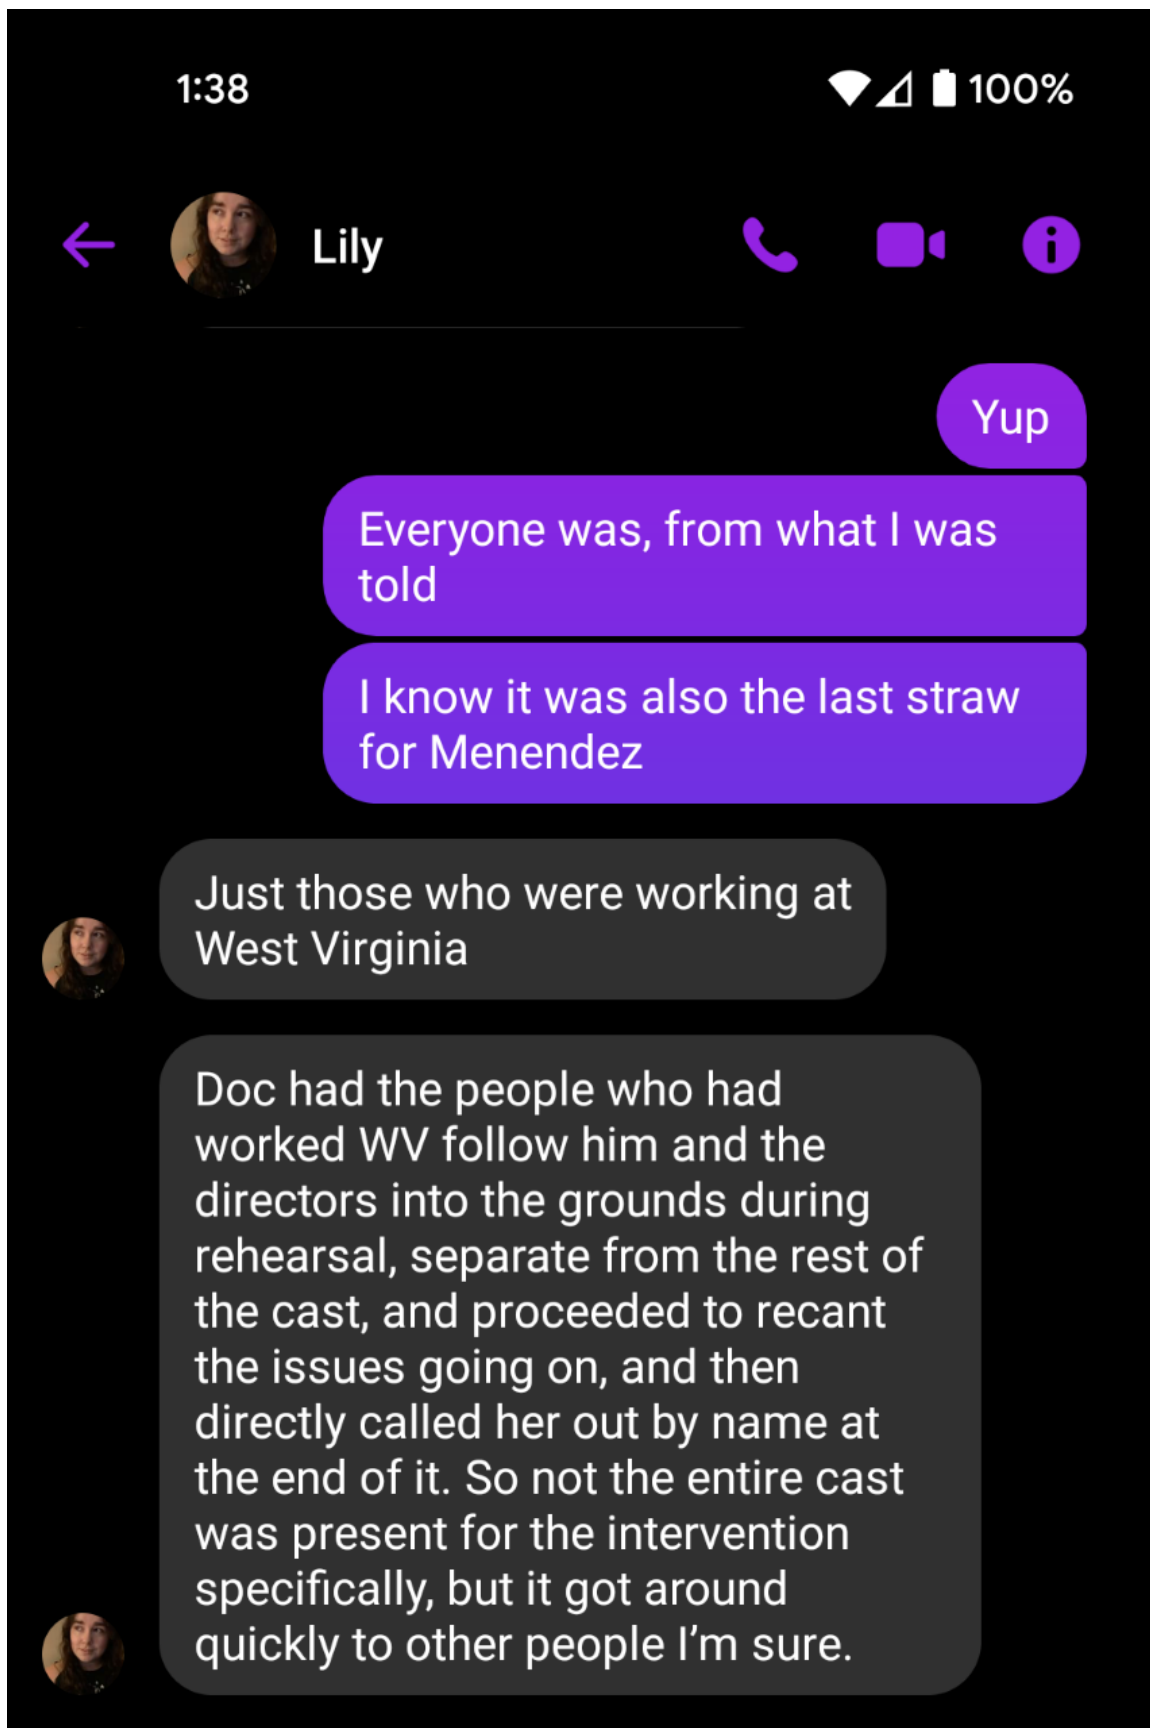 1:38
100%
Lily
Yup
Everyone was, from what I was
told
I know it was also the last straw
for Menendez
Just those who were working at
West Virginia
Doc had the people who had
worked WV follow him and the
directors into the grounds during
rehearsal, separate from the rest of
the cast, and proceeded to recant
the issues going on, and then
directly called her out by name at
the end of it. So not the entire cast
was present for the intervention
specifically, but it got around
quickly to other people I’m sure.